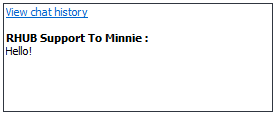 View chat history
RHUB Support To Minnie :
Hello!